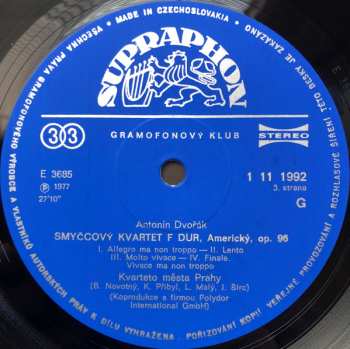 VŠECHNA PRÁVA GRAMOFONOVÉHO VÝROBCE A VLASTNÍKŮ AUTORSKÝCH PRÁV K DÍLU VYHRAŽENA. POŘIZOVÁNÍ KOPIÍ, VEŘEJNÉ PROVOZOVÁNÍ A ROZHLASOVÉ ŠÍŘENÍ TÉTO DESKY JE ZAKÁZÁNO
MADE IN CZECHOSLOVAKIA
SUPRAPHON
33
GRAMOFONOVÝ KLUB
STEREO
E 3685
Ⓟ 1977
27'10"
1 11 1992
3. strana
G
Antonín Dvořák
SMYČCOVÝ KVARTET F DUR, Americký, op. 96
I. Allegro ma non troppo — II. Lento
III. Molto vivace — IV. Finale.
Vivace ma non troppo
Kvarteto města Prahy
(B. Novotný, K. Přibyl, L. Malý, J. Šírc)
(Koprodukce s firmou Polydor
International GmbH)